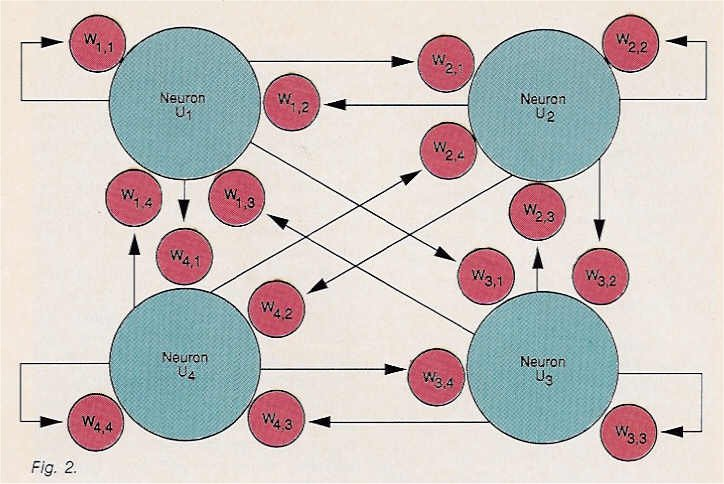 W1,1
Neuron
U1
W1,2
W2,1
Neuron
U2
W2,2
W2,4
W1,4
W1,3
W2,3
W4,1
W3,1
W3,2
W4,2
Neuron
U4
W3,4
Neuron
U3
W4,4
W4,3
W3,3
Fig. 2.